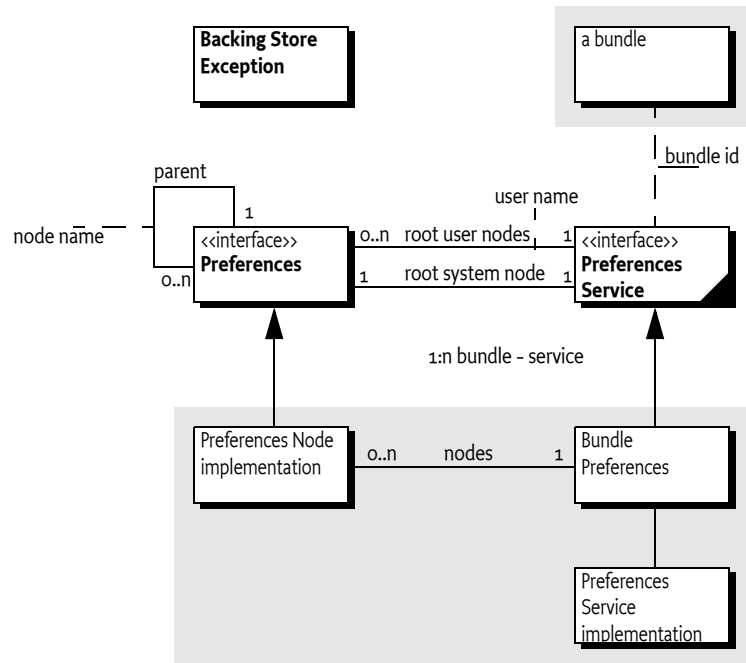 Backing Store
Exception
a bundle
bundle id
parent
user name
1
node name
<<interface>>
Preferences
o..n
o..n
root user nodes
1
1
root system node
1
<<interface>>
Preferences
Service
1:n bundle – service
Preferences Node
implementation
o..n
nodes
1
Bundle
Preferences
Preferences
Service
implementation